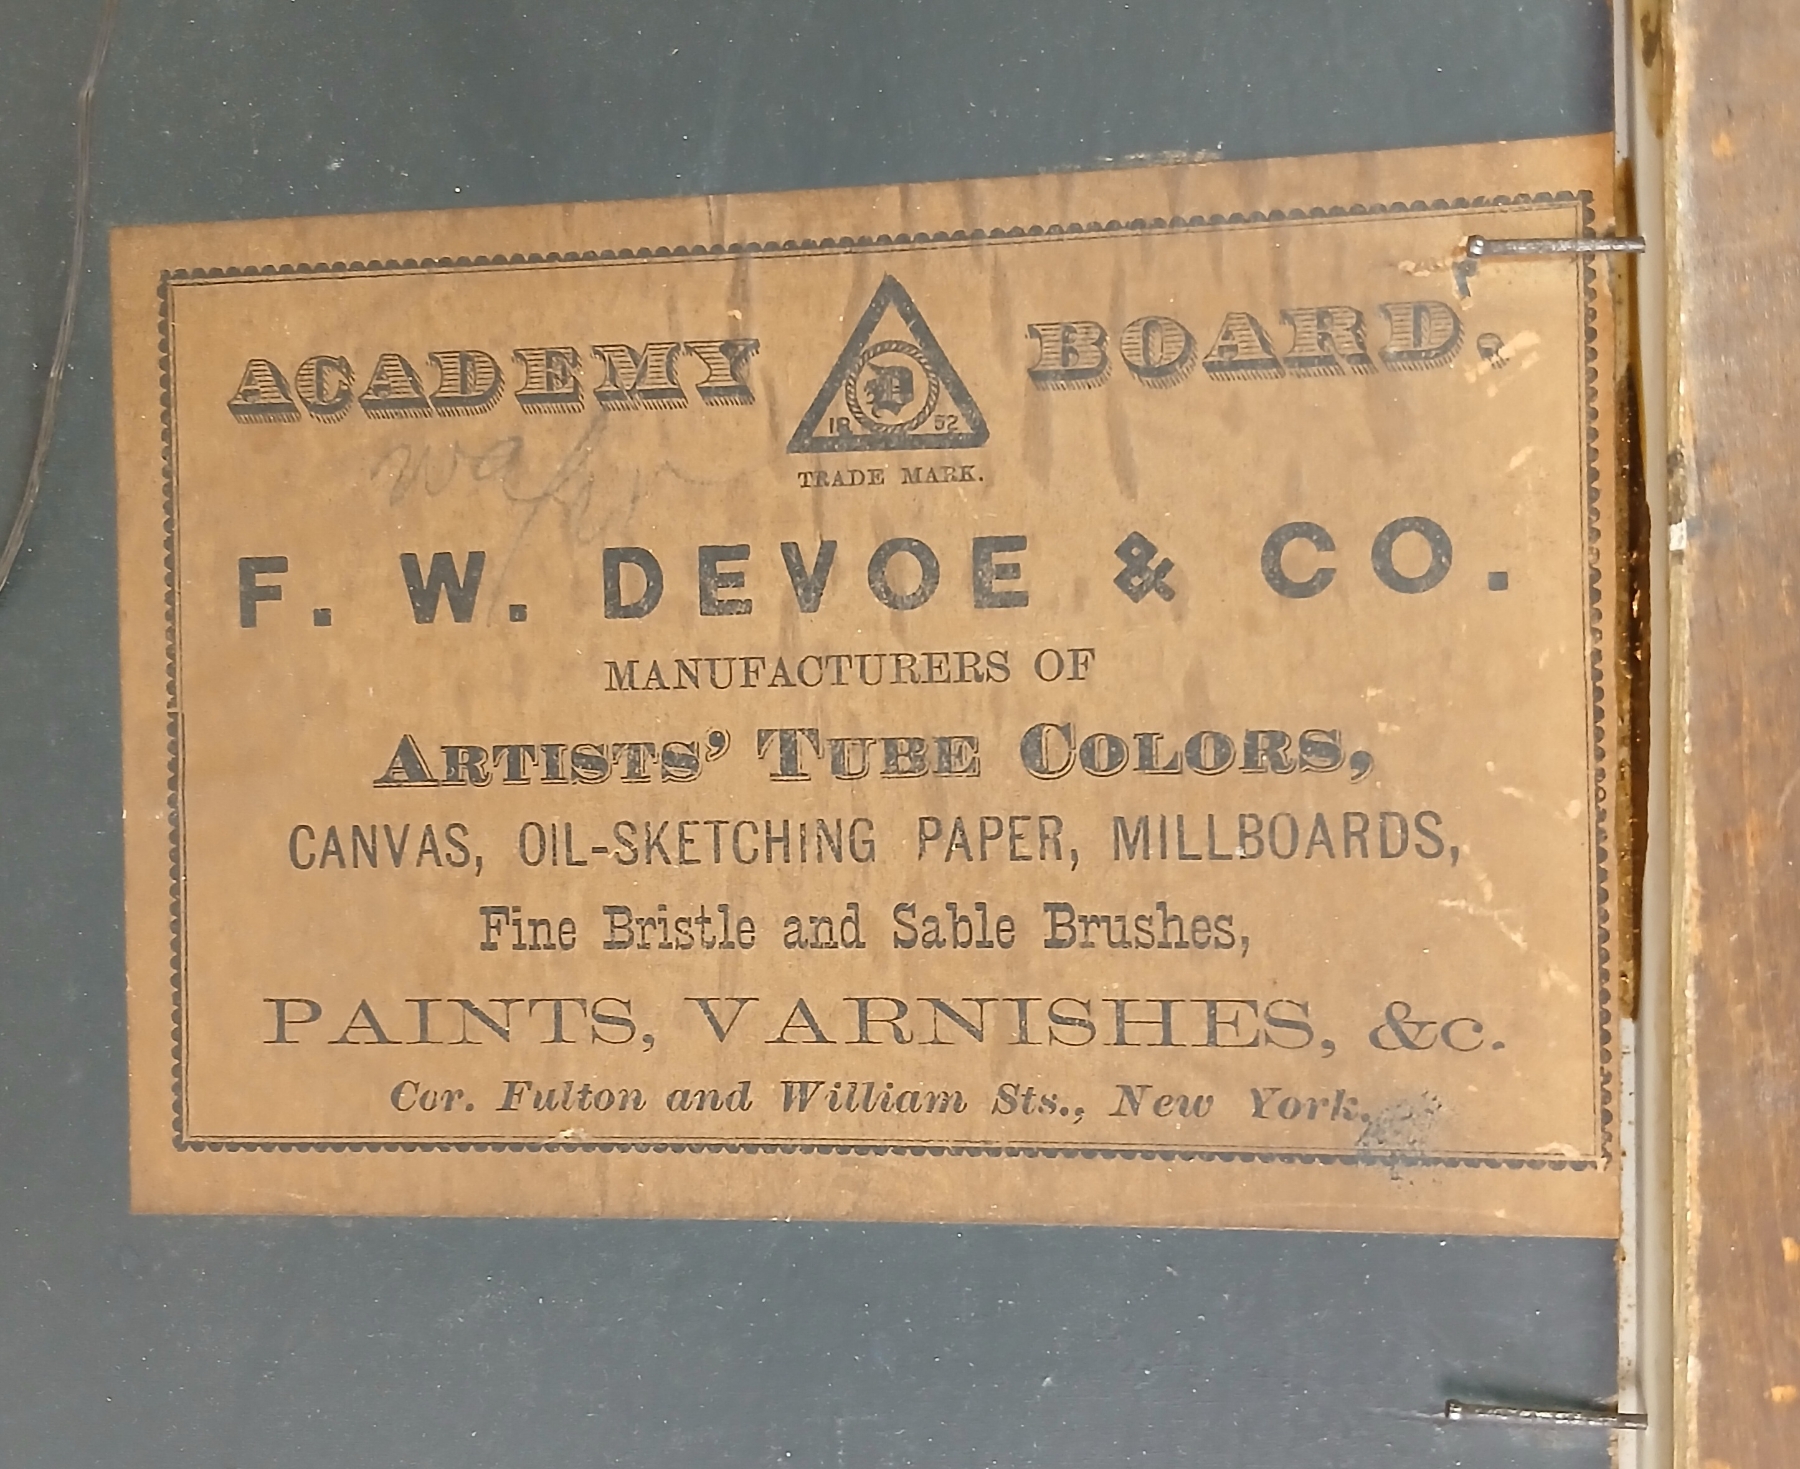 ACADEMY BOARD.
D
18 52
TRADE MARK.
F. W. DEVOE & CO.
MANUFACTURERS OF
ARTISTS' TUBE COLORS,
CANVAS, OIL-SKETCHING PAPER, MILLBOARDS,
Fine Bristle and Sable Brushes,
PAINTS, VARNISHES, &c.
Cor. Fulton and William Sts., New York.